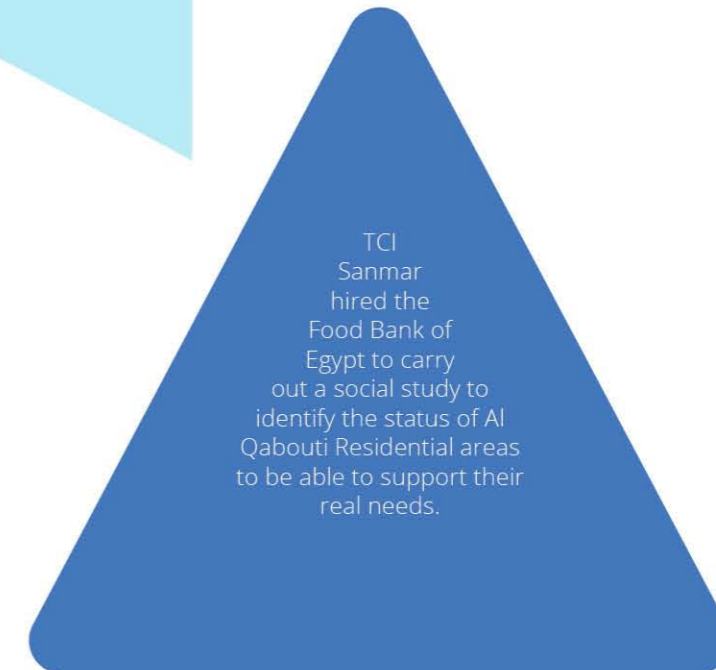 TCI
Sanmar
hired the
Food Bank of
Egypt to carry
out a social study to
identify the status of Al
Qabouti Residential areas
to be able to support their
real needs.